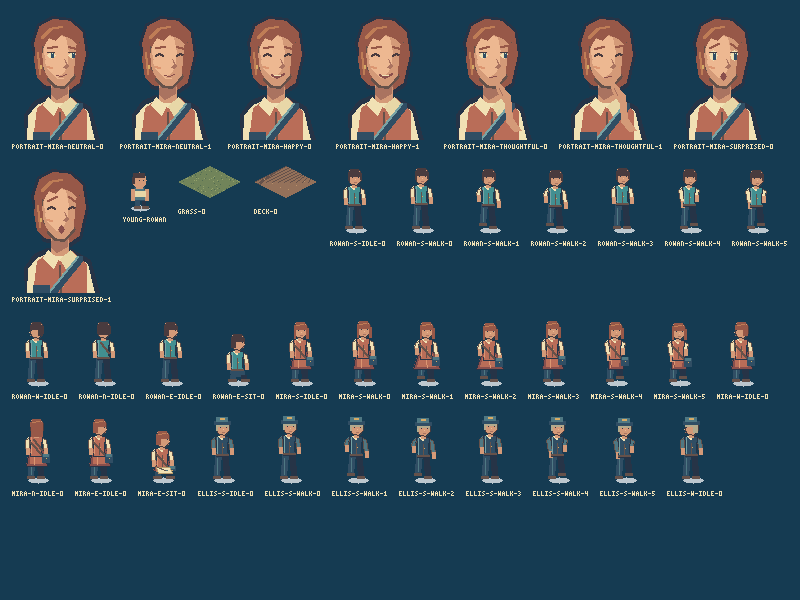 PORTRAIT-MIRA-NEUTRAL-0 PORTRAIT-MIRA-NEUTRAL-1 PORTRAIT-MIRA-HAPPY-0 PORTRAIT-MIRA-HAPPY-1 PORTRAIT-MIRA-THOUGHTFUL-0 PORTRAIT-MIRA-THOUGHTFUL-1 PORTRAIT-MIRA-SURPRISED-0
YOUNG-ROWAN GRASS-0 DECK-0
ROWAN-S-IDLE-0 ROWAN-S-WALK-0 ROWAN-S-WALK-1 ROWAN-S-WALK-2 ROWAN-S-WALK-3 ROWAN-S-WALK-4 ROWAN-S-WALK-5
PORTRAIT-MIRA-SURPRISED-1
ROWAN-W-IDLE-0 ROWAN-N-IDLE-0 ROWAN-E-IDLE-0 ROWAN-E-SIT-0 MIRA-S-IDLE-0 MIRA-S-WALK-0 MIRA-S-WALK-1 MIRA-S-WALK-2 MIRA-S-WALK-3 MIRA-S-WALK-4 MIRA-S-WALK-5 MIRA-W-IDLE-0
MIRA-N-IDLE-0 MIRA-E-IDLE-0 MIRA-E-SIT-0 ELLIS-S-IDLE-0 ELLIS-S-WALK-0 ELLIS-S-WALK-1 ELLIS-S-WALK-2 ELLIS-S-WALK-3 ELLIS-S-WALK-4 ELLIS-S-WALK-5 ELLIS-W-IDLE-0